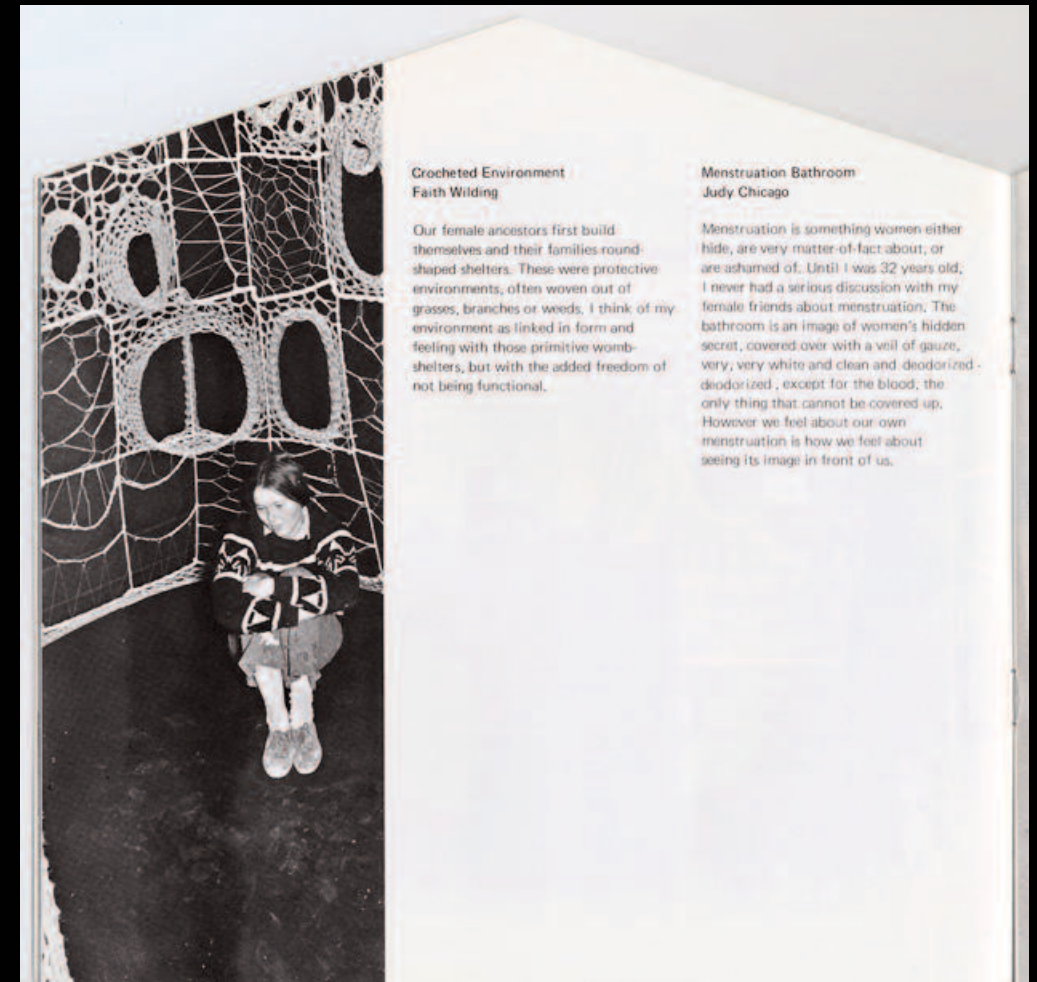 Crocheted Environment
Faith Wilding
Our female ancestors first build
themselves and their families round-
shaped shelters. These were protective
environments, often woven out of
grasses, branches or weeds. I think of my
environment as linked in form and
feeling with those primitive womb-
shelters, but with the added freedom of
not being functional.
Menstruation Bathroom
Judy Chicago
Menstruation is something women either
hide, are very matter-of-fact about, or
are ashamed of. Until I was 32 years old,
I never had a serious discussion with my
female friends about menstruation. The
bathroom is an image of women's hidden
secret, covered over with a veil of gauze,
very, very white and clean and deodorized -
deodorized , except for the blood, the
only thing that cannot be covered up.
However we feel about our own
menstruation is how we feel about
seeing its image in front of us.